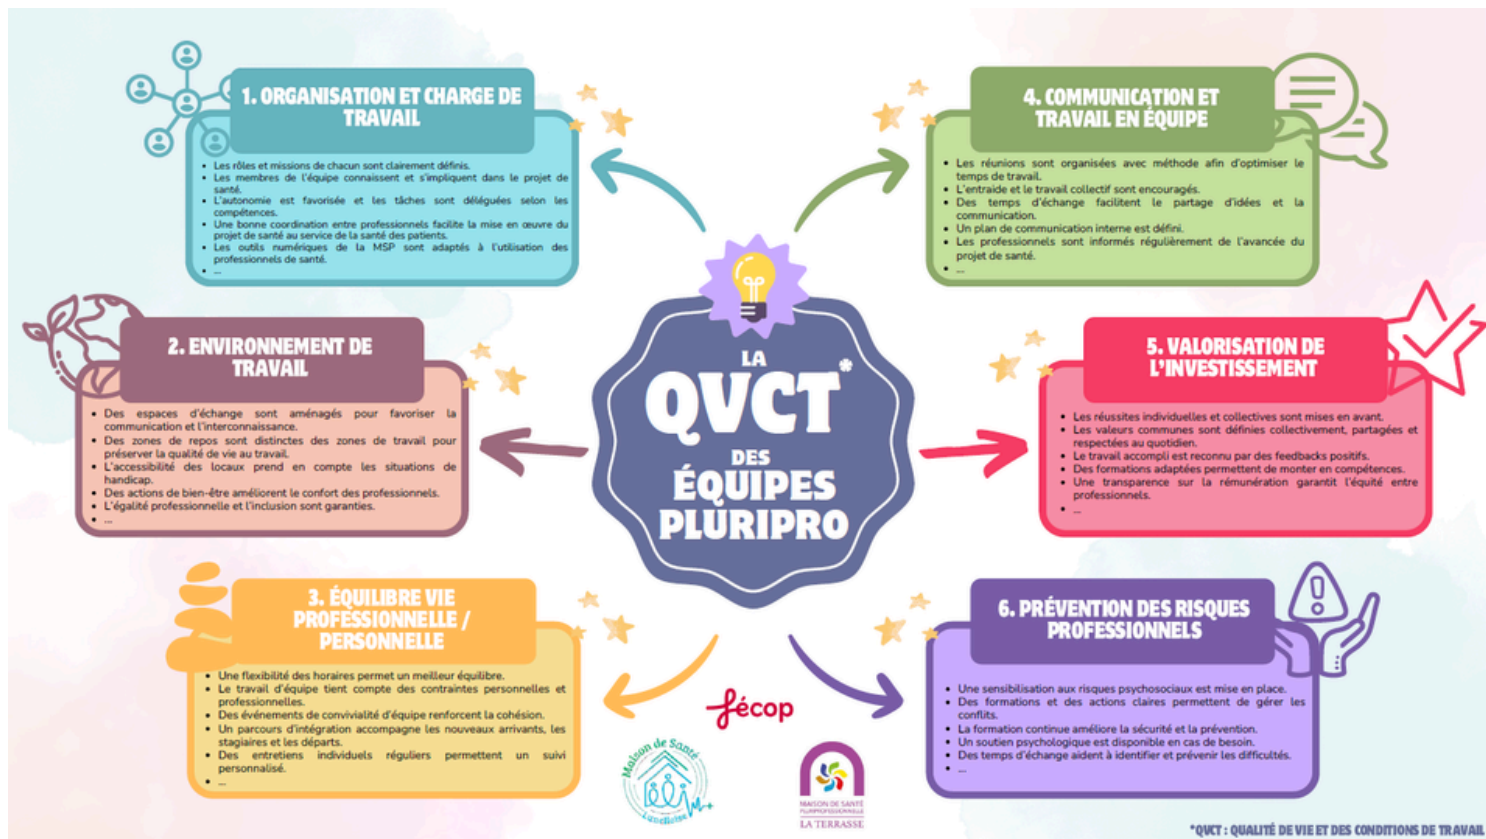 1. ORGANISATION ET CHARGE DE
TRAVAIL
• Les rôles et missions de chacun sont clairement définis.
• Les membres de l'équipe connaissent et s'impliquent dans le projet de
santé.
• L'autonomie est favorisée et les tâches sont déléguées selon les
compétences.
• Une bonne coordination entre professionnels facilite la mise en œuvre du
projet de santé au service de la santé des patients.
• Les outils numériques de la MSP sont adaptés à l'utilisation des
professionnels de santé.
• ...
2. ENVIRONNEMENT DE
TRAVAIL
• Des espaces d'échange sont aménagés pour favoriser la
communication et l'interconnaissance.
• Des zones de repos sont distinctes des zones de travail pour
préserver la qualité de vie au travail.
• L'accessibilité des locaux prend en compte les situations de
handicap.
• Des actions de bien-être améliorent le confort des professionnels.
• L'égalité professionnelle et l'inclusion sont garanties.
• ...
3. ÉQUILIBRE VIE
PROFESSIONNELLE /
PERSONNELLE
• Une flexibilité des horaires permet un meilleur équilibre.
• Le travail d'équipe tient compte des contraintes personnelles et
professionnelles.
• Des événements de convivialité d'équipe renforcent la cohésion.
• Un parcours d'intégration accompagne les nouveaux arrivants, les
stagiaires et les départs.
• Des entretiens individuels réguliers permettent un suivi
personnalisé.
• ...
LA
QVCT*
DES
ÉQUIPES
PLURIPRO
fécop
Maison de Santé
MAISON DE SANTÉ
PLURIPROFESSIONNELLE
LA TERRASSE
4. COMMUNICATION ET
TRAVAIL EN ÉQUIPE
• Les réunions sont organisées avec méthode afin d'optimiser le
temps de travail.
• L'entraide et le travail collectif sont encouragés.
• Des temps d'échange facilitent le partage d'idées et la
communication.
• Un plan de communication interne est défini.
• Les professionnels sont informés régulièrement de l'avancée du
projet de santé.
• ...
5. VALORISATION DE
L'INVESTISSEMENT
• Les réussites individuelles et collectives sont mises en avant.
• Les valeurs communes sont définies collectivement, partagées et
respectées au quotidien.
• Le travail accompli est reconnu par des feedbacks positifs.
• Des formations adaptées permettent de monter en compétences.
• Une transparence sur la rémunération garantit l'équité entre
professionnels.
• ...
6. PRÉVENTION DES RISQUES
PROFESSIONNELS
• Une sensibilisation aux risques psychosociaux est mise en place.
• Des formations et des actions claires permettent de gérer les
conflits.
• La formation continue améliore la sécurité et la prévention.
• Un soutien psychologique est disponible en cas de besoin.
• Des temps d'échange aident à identifier et prévenir les difficultés.
• ...
*QVCT : QUALITÉ DE VIE ET DES CONDITIONS DE TRAVAIL